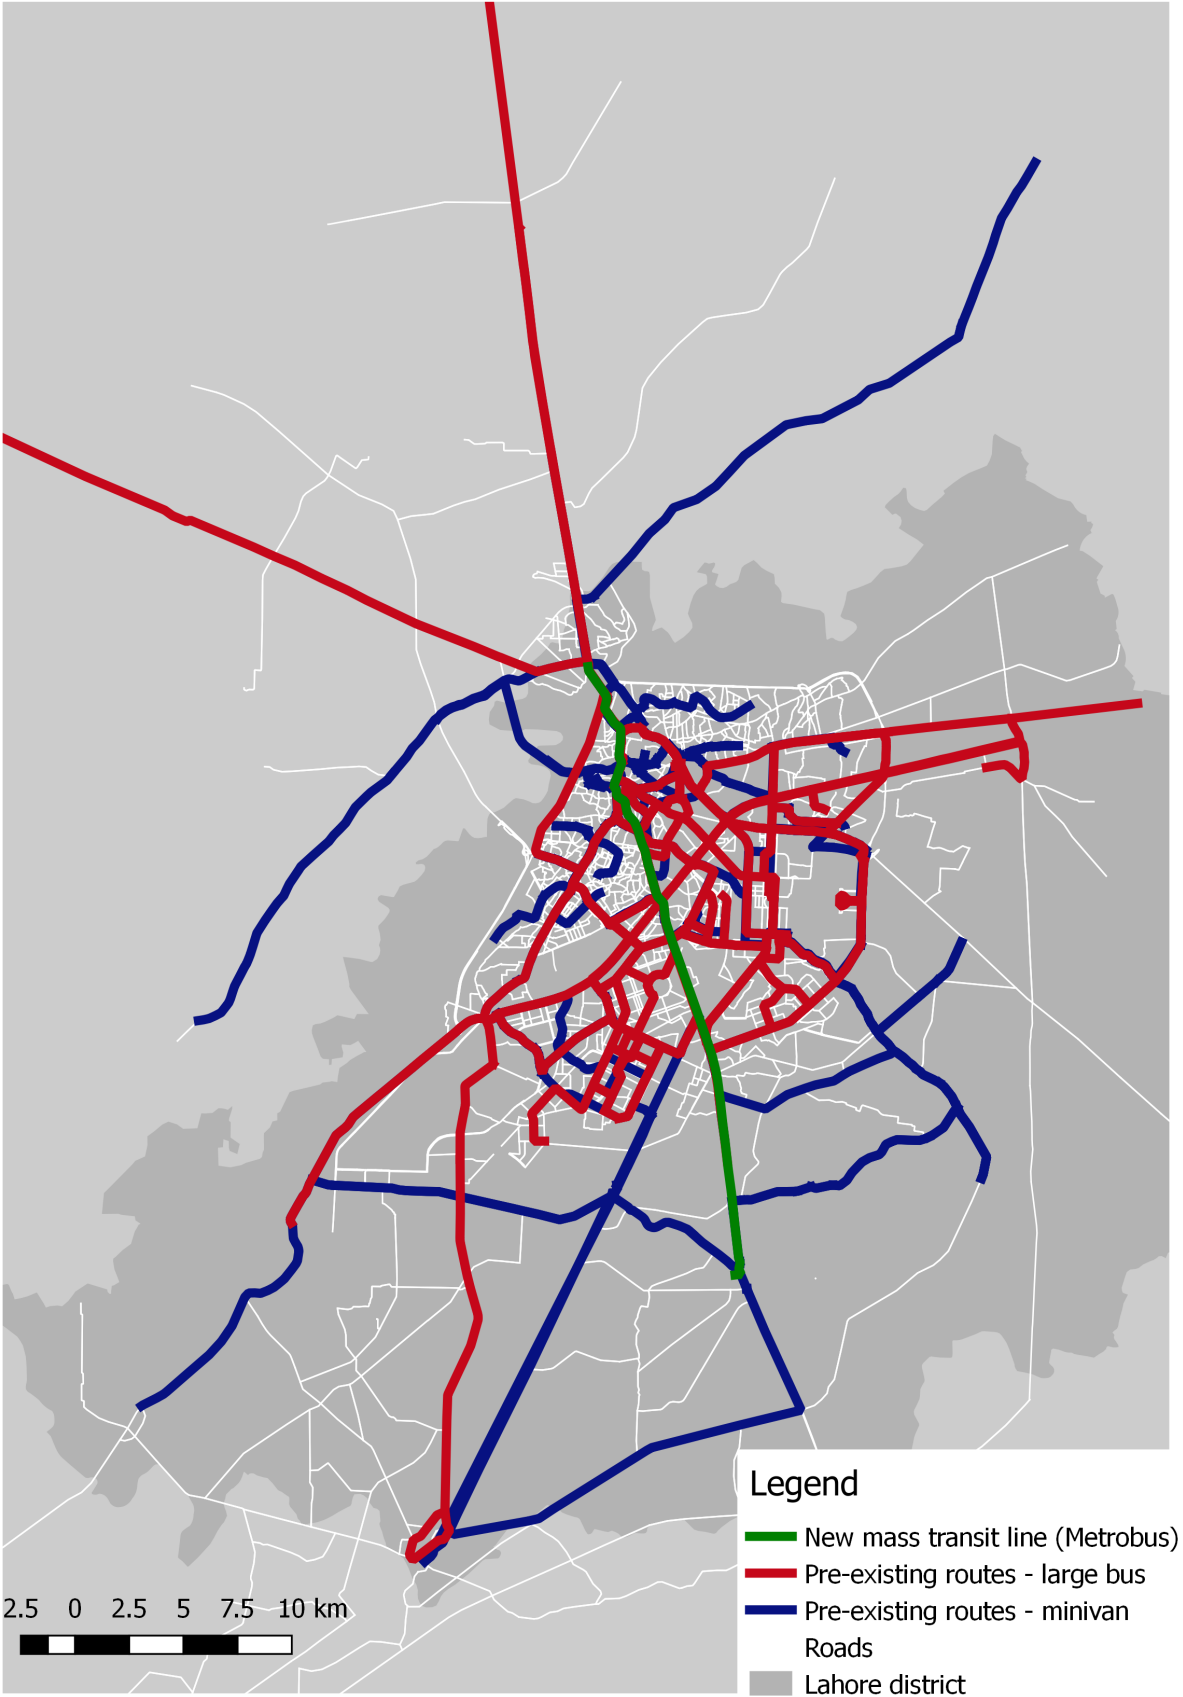 Legend
New mass transit line (Metrobus)
Pre-existing routes - large bus
Pre-existing routes - minivan
Roads
Lahore district
2.5 0 2.5 5 7.5 10 km